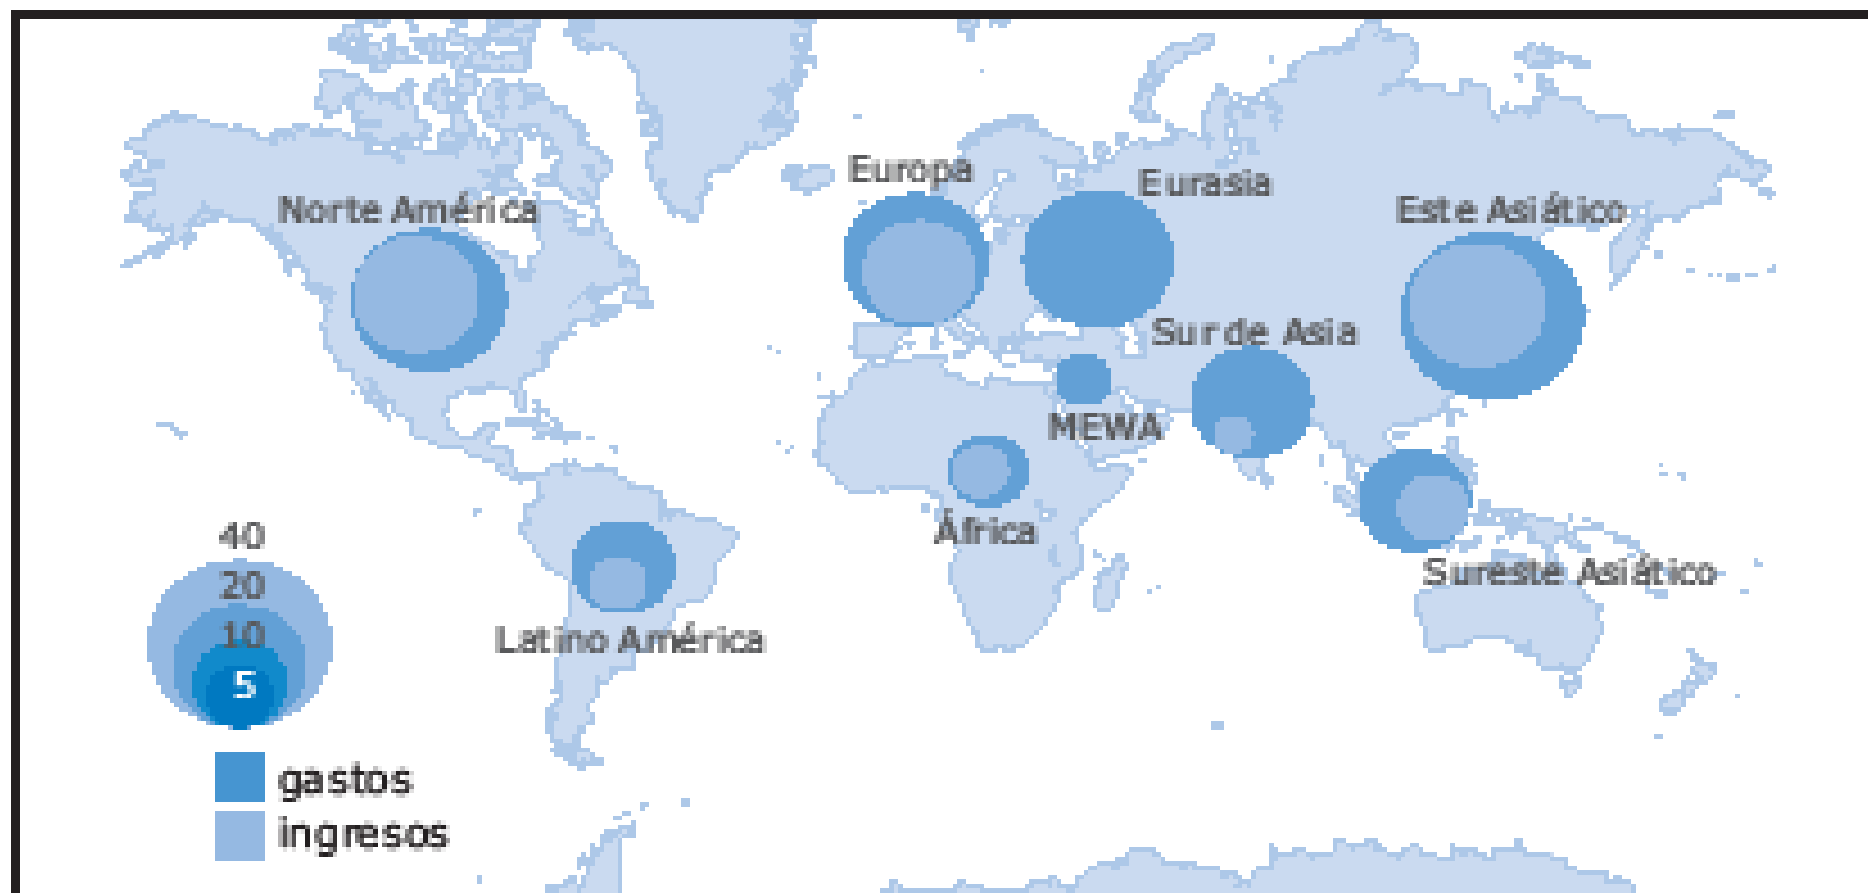 Europa
Eurasia
Norte América
Este Asiático
Sur de Asia
MEWA
África
Sureste Asiático
Latino América
40
20
10
5
gastos
ingresos